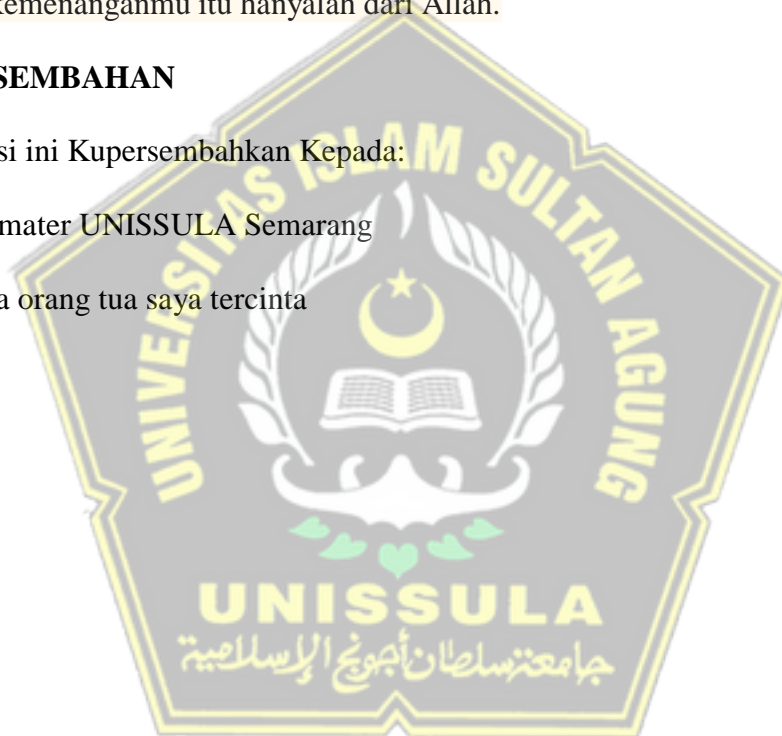 kemenanganmu itu hanyalah dari Allah.
SEMBAHAN
si ini Kupersembahkan Kepada:
mater UNISSULA Semarang
a orang tua saya tercinta
UNIVERSITAS ISLAM SULTAN AGUNG
UNISSULA
جامعة سلطان أجونج الإسلامية